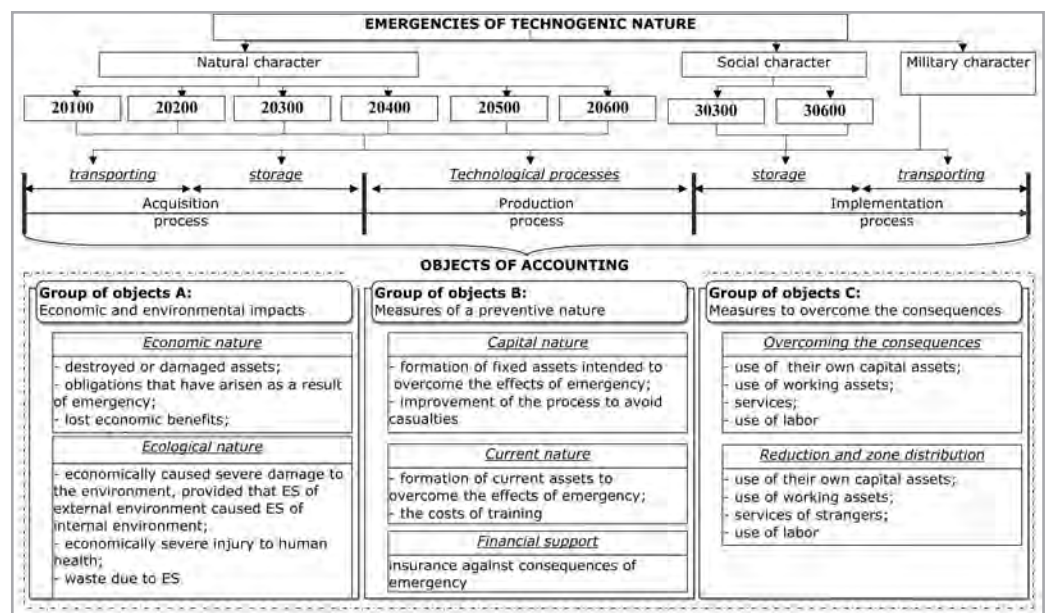 EMERGENCIES OF TECHNOGENIC NATURE
Natural character
Social character
Military character
20100
20200
20300
20400
20500
20600
30300
30600
transporting
storage
Technological processes
storage
transporting
Acquisition
process
Production
process
Implementation
process
OBJECTS OF ACCOUNTING
Group of objects A:
Economic and environmental impacts
Economic nature
- destroyed or damaged assets;
- obligations that have arisen as a result
of emergency;
- lost economic benefits;
Ecological nature
- economically caused severe damage to
the environment, provided that ES of
external environment caused ES of
internal environment;
- economically severe injury to human
health;
- waste due to ES
Group of objects B:
Measures of a preventive nature
Capital nature
- formation of fixed assets intended to
overcome the effects of emergency;
- improvement of the process to avoid
casualties
Current nature
- formation of current assets to
overcome the effects of emergency;
- the costs of training
Financial support
insurance against consequences of
emergency
Group of objects C:
Measures to overcome the consequences
Overcoming the consequences
- use of their own capital assets;
- use of working assets;
- services;
- use of labor
Reduction and zone distribution
- use of their own capital assets;
- use of working assets;
- services of strangers;
- use of labor